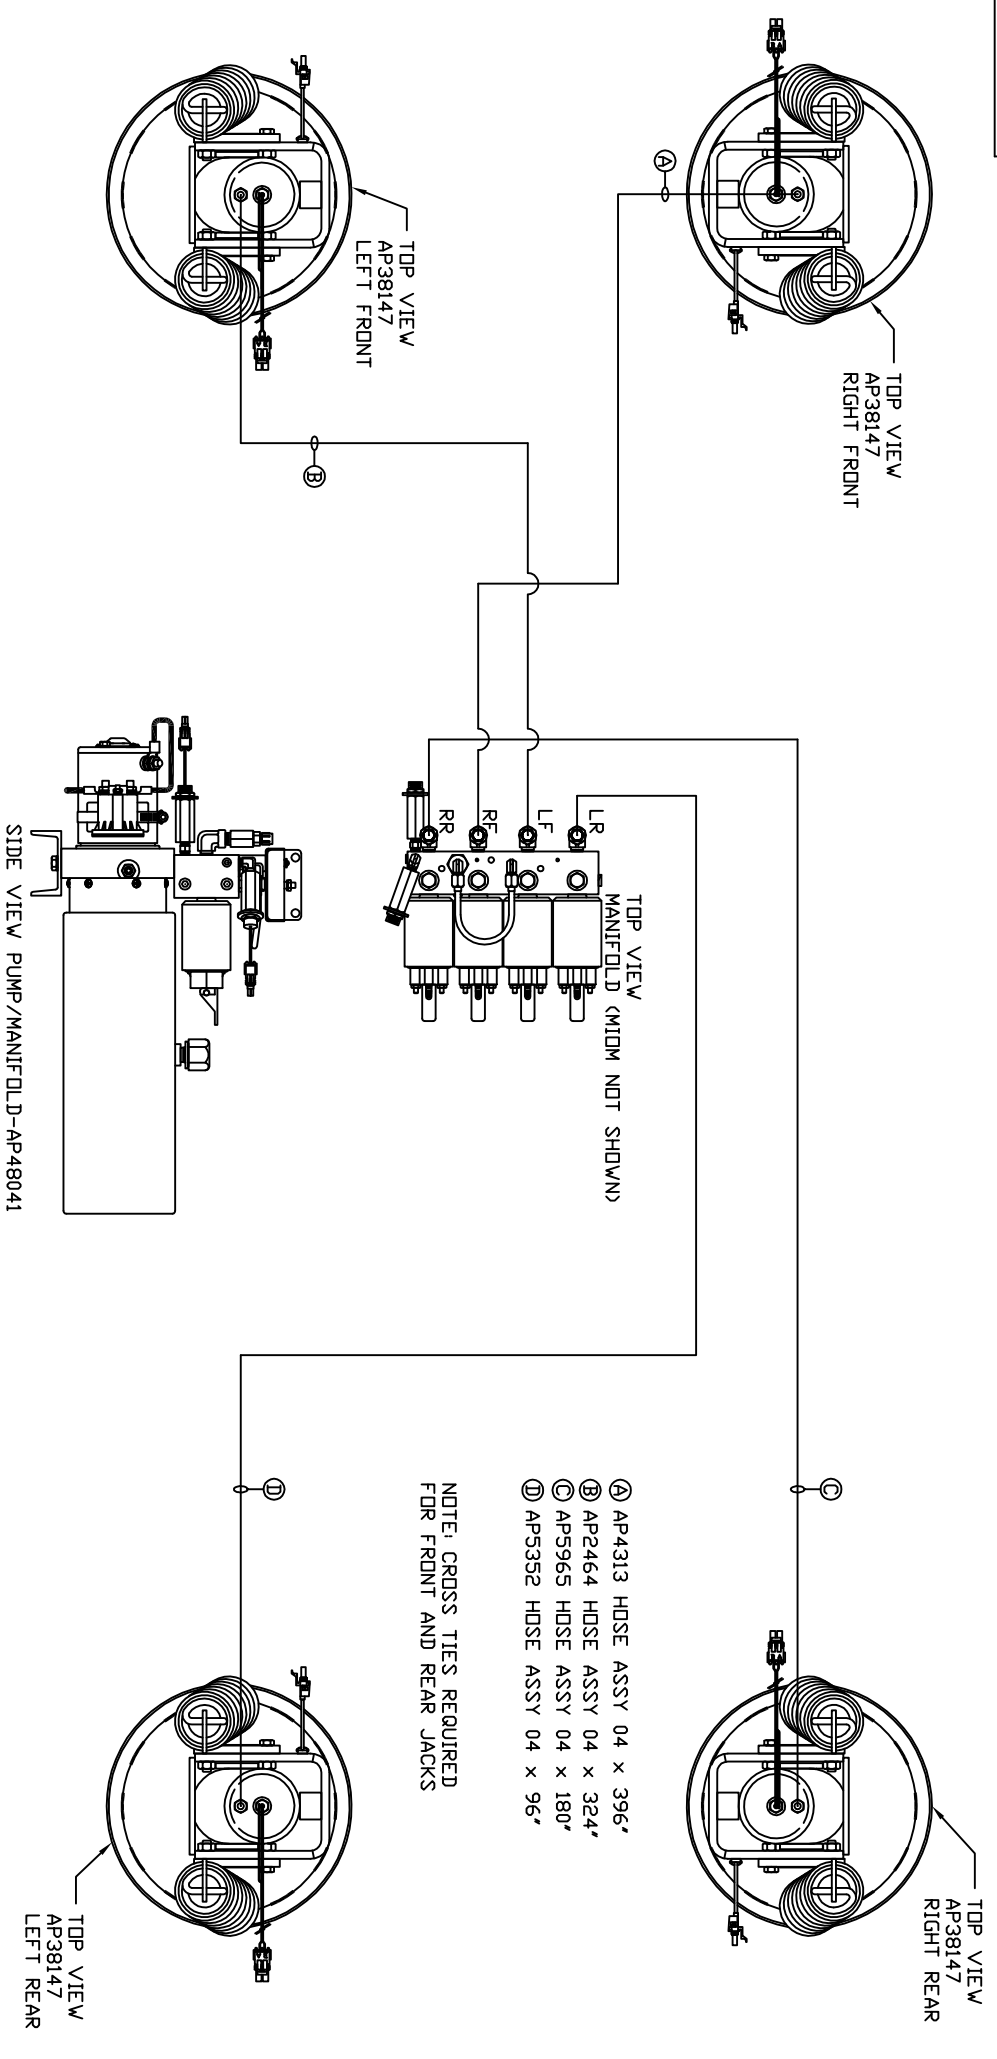 TOP VIEW
AP38147
RIGHT FRONT
TOP VIEW
AP38147
RIGHT REAR
A
C
TOP VIEW
MANIFOLD (MIOM NOT SHOWN)
LR
LF
RF
RR
A AP4313 HOSE ASSY 04 x 396"
B AP2464 HOSE ASSY 04 x 324"
C AP5965 HOSE ASSY 04 x 180"
D AP5352 HOSE ASSY 04 x 96"
NOTE: CROSS TIES REQUIRED
FOR FRONT AND REAR JACKS
B
D
TOP VIEW
AP38147
LEFT FRONT
TOP VIEW
AP38147
LEFT REAR
SIDE VIEW PUMP/MANIFOLD-AP48041